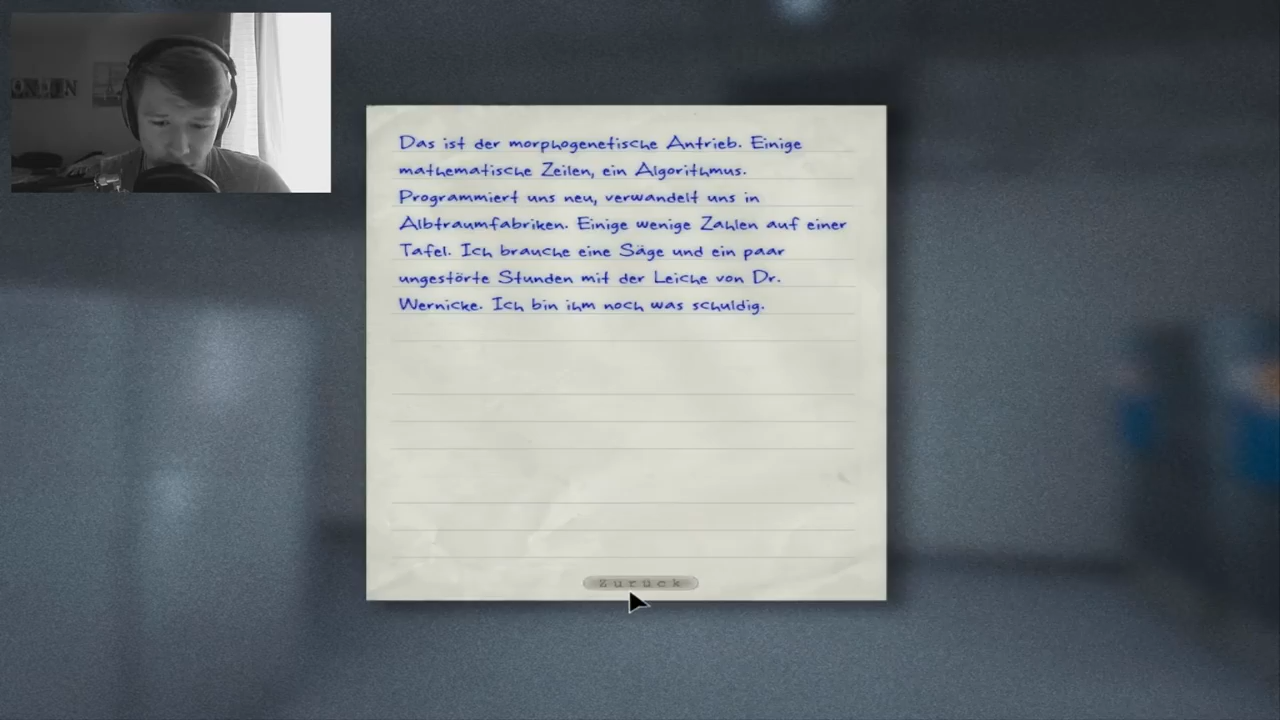 Das ist der morphogenetische Antrieb. Einige
mathematische Zeilen, ein Algorithmus.
Programmiert uns neu, verwandelt uns in
Albtraumfabriken. Einige wenige Zahlen auf einer
Tafel. Ich brauche eine Säge und ein paar
ungestörte Stunden mit der Leiche von Dr.
Wernicke. Ich bin ihm noch was schuldig.
Zurück